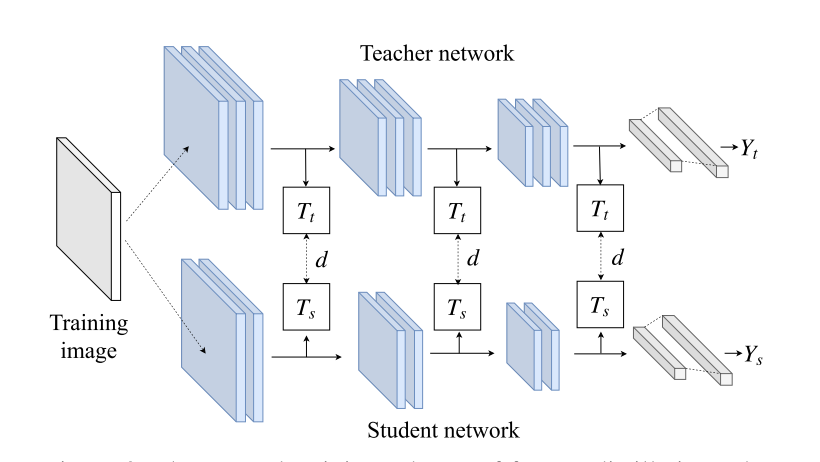 Teacher network
Y_t
T_t
T_t
T_t
d
d
d
T_s
T_s
T_s
Training
image
Y_s
Student network